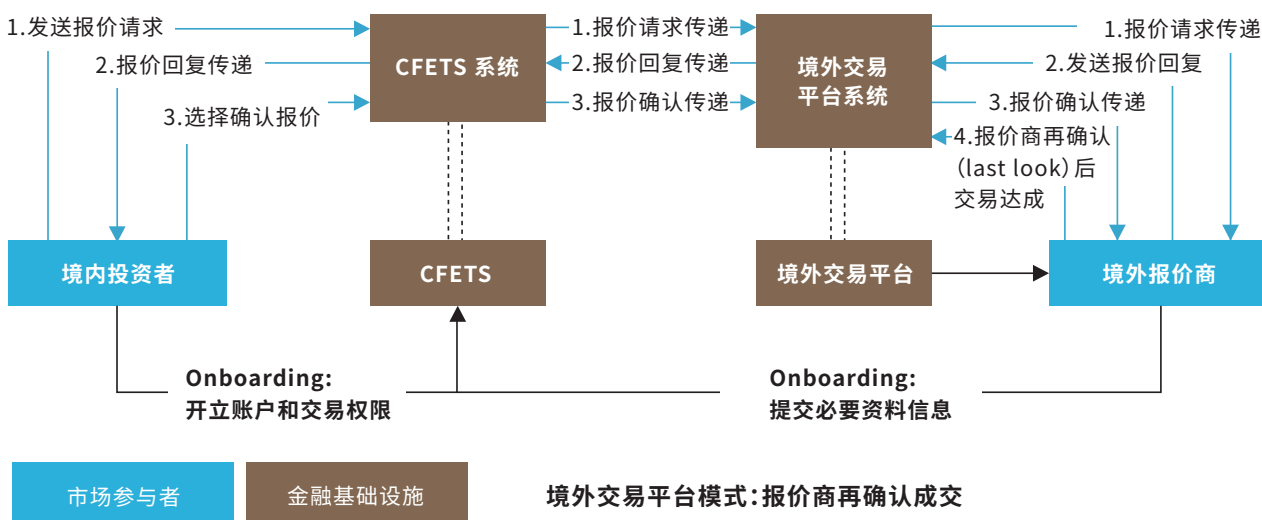 1.发送报价请求
2.报价回复传递
3.选择确认报价
CFETS 系统
1.报价请求传递
2.报价回复传递
3.报价确认传递
境外交易
平台系统
1.报价请求传递
2.发送报价回复
3.报价确认传递
4.报价商再确认
（last look）后
交易达成
境内投资者
CFETS
境外交易平台
境外报价商
Onboarding:
开立账户和交易权限
Onboarding:
提交必要资料信息
市场参与者
金融基础设施
境外交易平台模式：报价商再确认成交